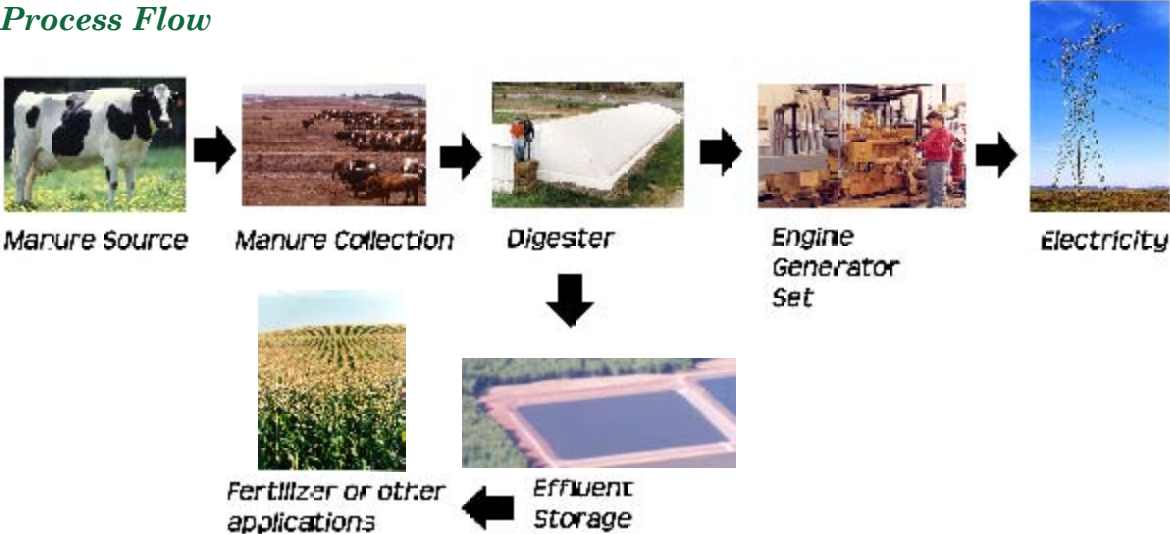 Process Flow
Manure Source
Manure Collection
Digester
Engine
Generator
Set
Electricity
Fertilizer or other
applications
Effluent
Storage